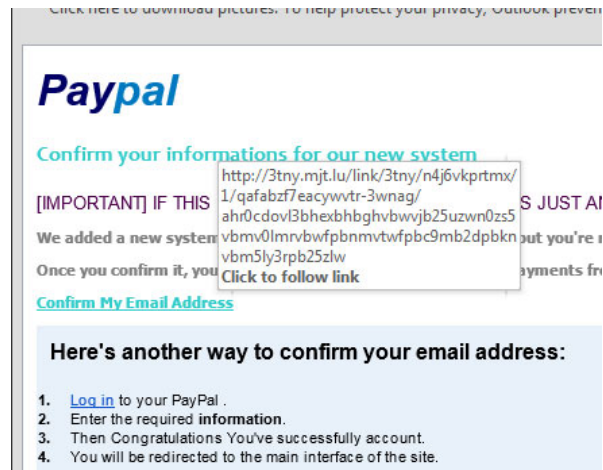 Click here to download pictures. To help protect your privacy, Outlook preven
Paypal
Confirm your informations for our new system
http://3tny.mjt.lu/link/3tny/n4j6vkprtmx/
1/qafabzf7eacywvtr-3wnag/
ahr0cdovl3bhexbhbghvbwvjb25uzwn0zs5
vbmv0lmrvbwfpbnmvtwfpbc9mb2dpbkn
vbm5ly3rpb25zlw
Click to follow link
[IMPORTANT] IF THIS S JUST AN
We added a new system but you're
Once you confirm it, you ayments fr
Confirm My Email Address
Here's another way to confirm your email address:
1. Log in to your PayPal .
2. Enter the required information.
3. Then Congratulations You've successfully account.
4. You will be redirected to the main interface of the site.